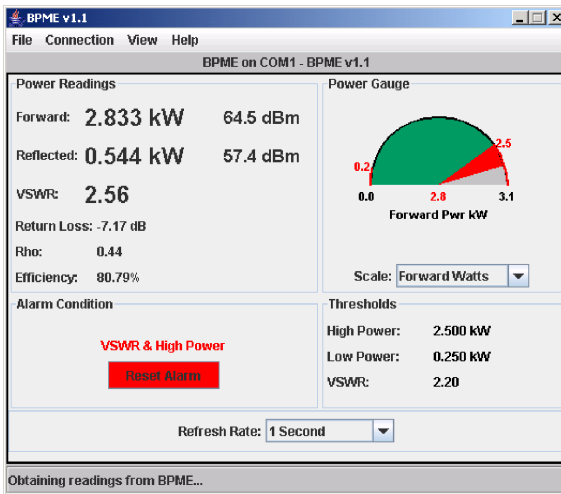 BPME v1.1
File Connection View Help
BPME on COM1 - BPME v1.1
Power Readings
Forward: 2.833 kW 64.5 dBm
Reflected: 0.544 kW 57.4 dBm
VSWR: 2.56
Return Loss: -7.17 dB
Rho: 0.44
Efficiency: 80.79%
Power Gauge
2.5
0.2
0.0 2.8 3.1
Forward Pwr kW
Scale: Forward Watts
Alarm Condition
VSWR & High Power
Reset Alarm
Thresholds
High Power: 2.500 kW
Low Power: 0.250 kW
VSWR: 2.20
Refresh Rate: 1 Second
Obtaining readings from BPME...